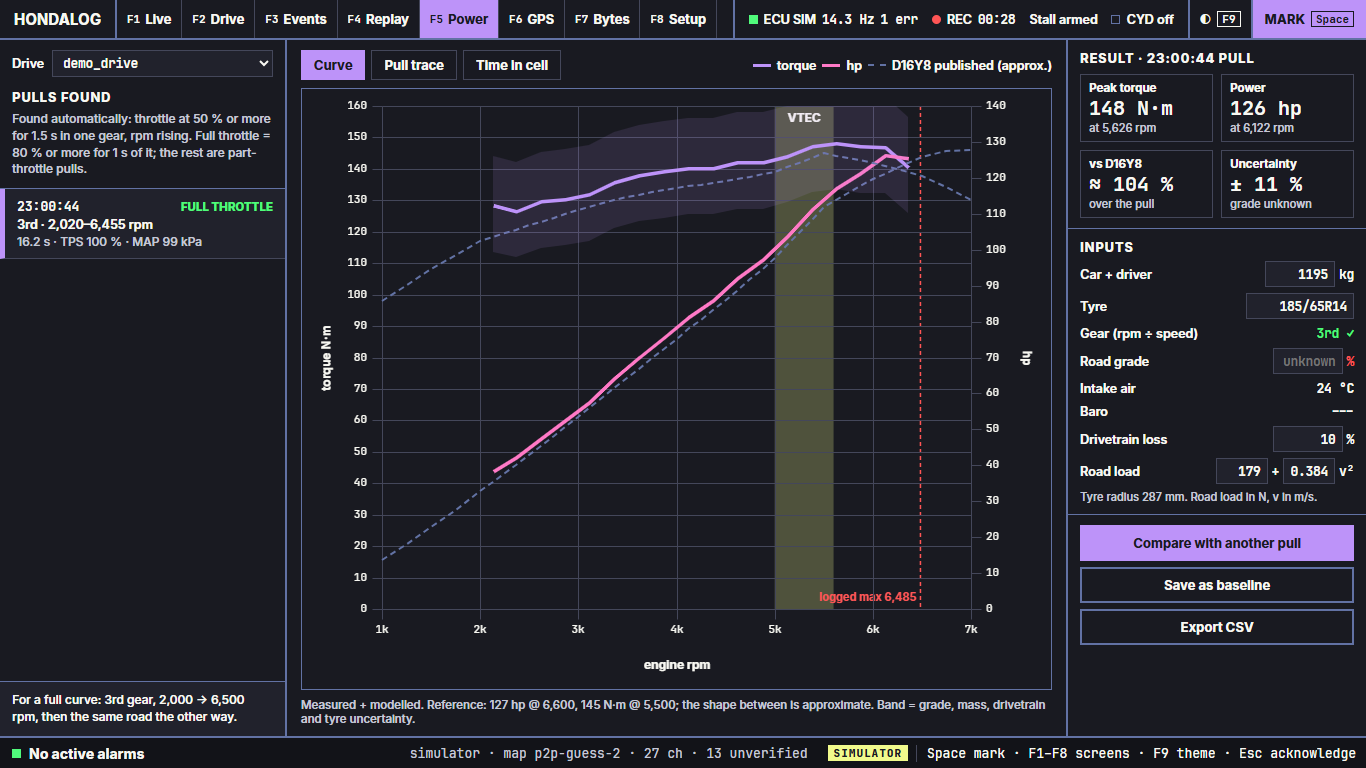 HONDALOG
F1 Live
F2 Drive
F3 Events
F4 Replay
F5 Power
F6 GPS
F7 Bytes
F8 Setup
ECU SIM 14.3 Hz 1 err
REC 00:28
Stall armed
CYD off
F9
MARK Space
Drive demo_drive
PULLS FOUND
Found automatically: throttle at 50 % or more
for 1.5 s in one gear, rpm rising. Full throttle =
80 % or more for 1 s of it; the rest are part-
throttle pulls.
23:00:44 FULL THROTTLE
3rd · 2,020–6,455 rpm
16.2 s · TPS 100 % · MAP 99 kPa
For a full curve: 3rd gear, 2,000 → 6,500
rpm, then the same road the other way.
Curve
Pull trace
Time in cell
torque
hp
D16Y8 published (approx.)
160
150
140
130
120
110
100
90
80
70
60
50
40
30
20
10
0
torque N·m
VTEC
logged max 6,485
140
130
120
110
100
90
80
70
60
50
40
30
20
10
0
hp
1k 2k 3k 4k 5k 6k 7k
engine rpm
Measured + modelled. Reference: 127 hp @ 6,600, 145 N·m @ 5,500; the shape between is approximate. Band = grade, mass, drivetrain
and tyre uncertainty.
RESULT · 23:00:44 PULL
Peak torque
148 N·m
at 5,626 rpm
Power
126 hp
at 6,122 rpm
vs D16Y8
≈ 104 %
over the pull
Uncertainty
± 11 %
grade unknown
INPUTS
Car + driver 1195 kg
Tyre 185/65R14
Gear (rpm ÷ speed) 3rd ✓
Road grade unknown %
Intake air 24 °C
Baro –––
Drivetrain loss 10 %
Road load 179 + 0.384 v²
Tyre radius 287 mm. Road load in N, v in m/s.
Compare with another pull
Save as baseline
Export CSV
No active alarms
simulator · map p2p-guess-2 · 27 ch · 13 unverified
SIMULATOR
Space mark · F1–F8 screens · F9 theme · Esc acknowledge